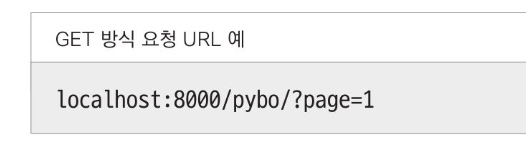 GET 방식 요청 URL 예
localhost:8000/pybo/?page=1